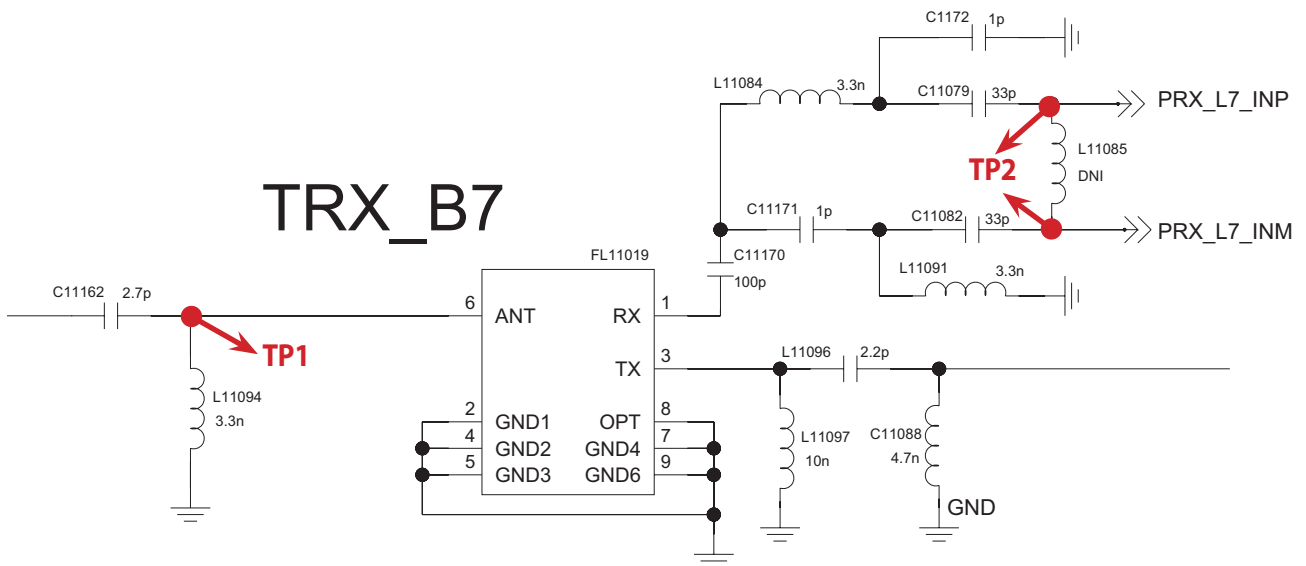 C1172
1p
L11084
3.3n
C11079
33p
PRX_L7_INP
TP2
L11085
DNI
TRX_B7
C11171
1p
C11082
33p
PRX_L7_INM
FL11019
C11170
100p
L11091
3.3n
C11162
2.7p
6
ANT
RX
1
TP1
TX
3
L11096
2.2p
L11094
3.3n
2
GND1
OPT
8
4
GND2
GND4
7
5
GND3
GND6
9
L11097
10n
C11088
4.7n
GND